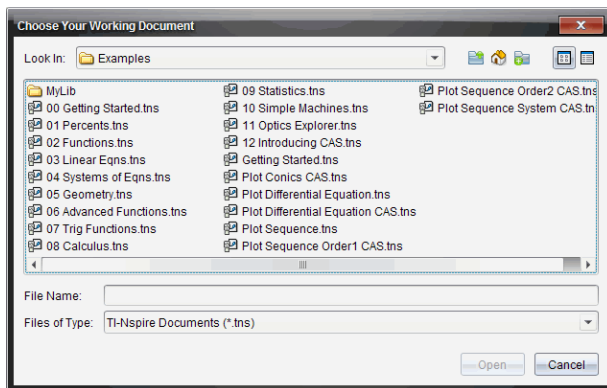 Choose Your Working Document
Look In: Examples
MyLib
00 Getting Started.tns
01 Percents.tns
02 Functions.tns
03 Linear Eqns.tns
04 Systems of Eqns.tns
05 Geometry.tns
06 Advanced Functions.tns
07 Trig Functions.tns
08 Calculus.tns
09 Statistics.tns
10 Simple Machines.tns
11 Optics Explorer.tns
12 Introducing CAS.tns
Getting Started.tns
Plot Conics CAS.tns
Plot Differential Equation.tns
Plot Differential Equation CAS.tns
Plot Sequence.tns
Plot Sequence Order1 CAS.tns
Plot Sequence Order2 CAS.tns
Plot Sequence System CAS.tn
File Name:
Files of Type: TI-Nspire Documents (*.tns)
Open Cancel